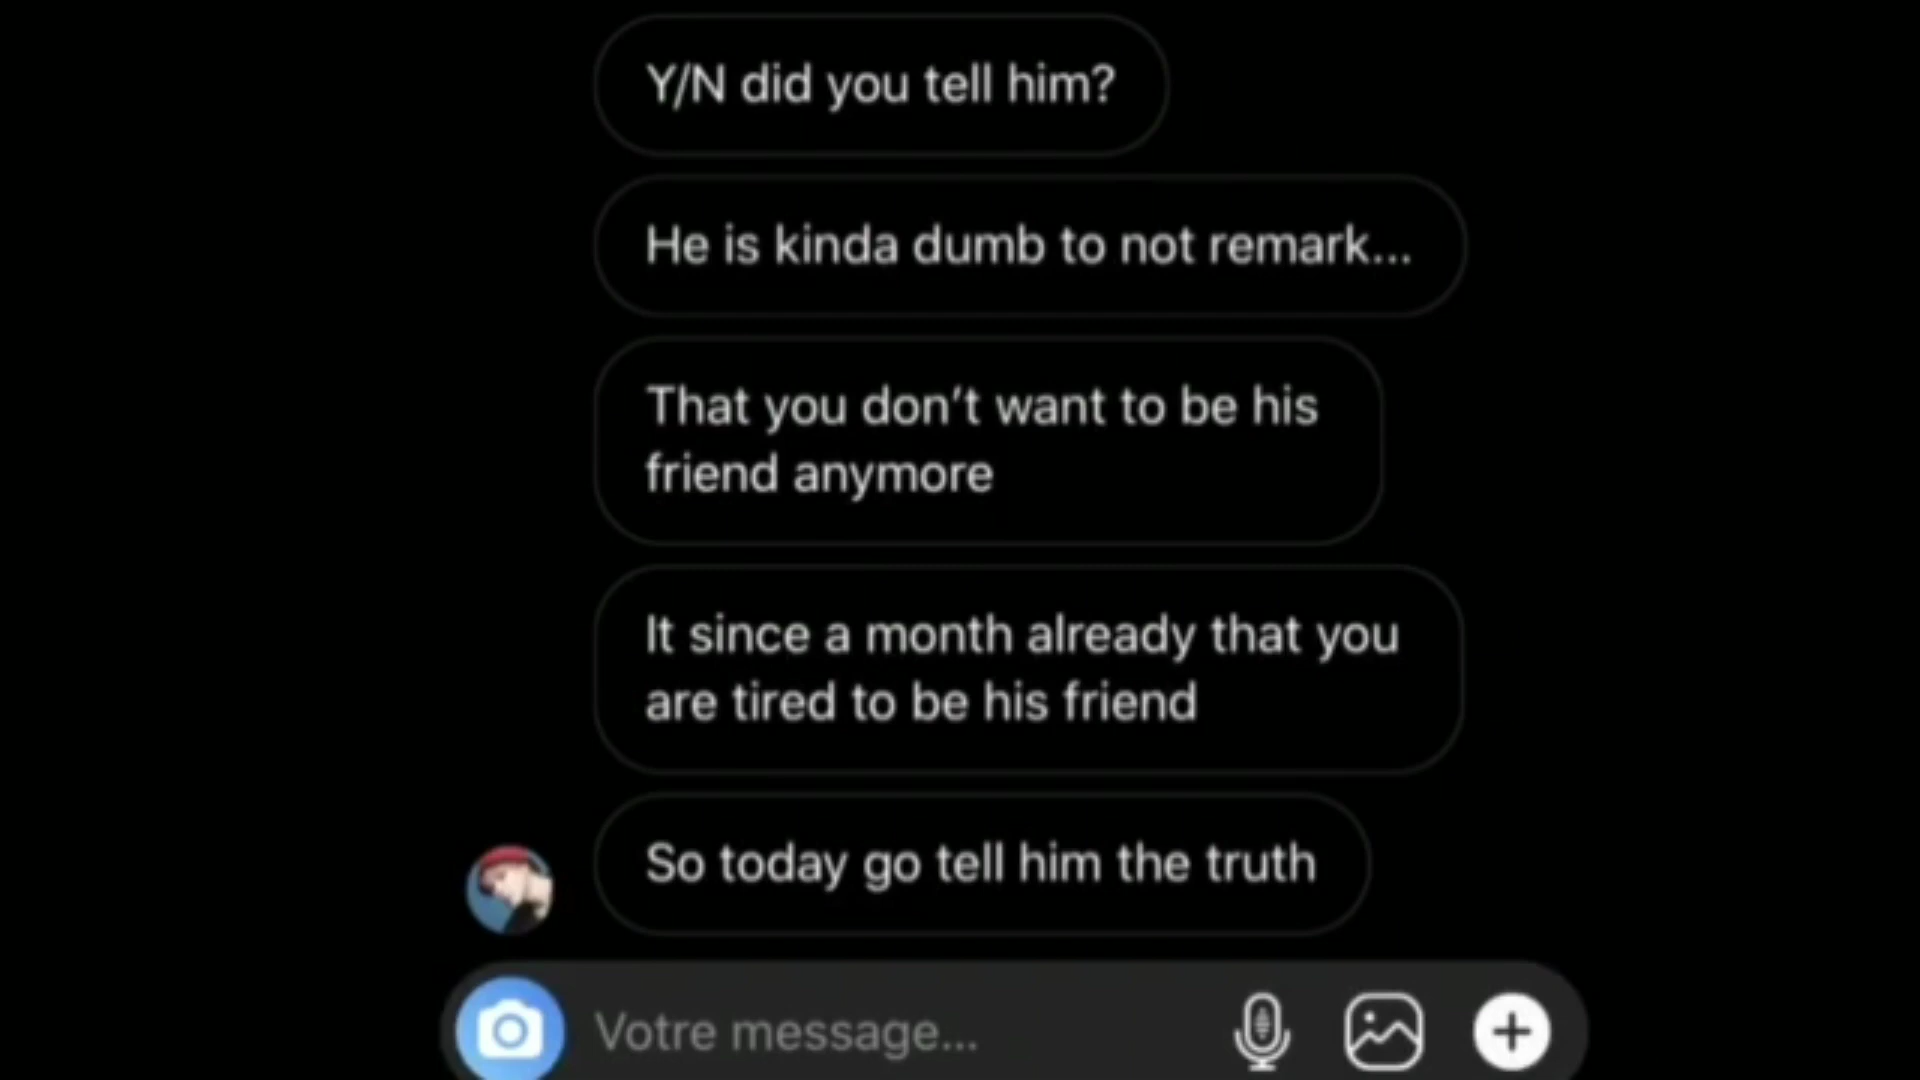 Y/N did you tell him?
He is kinda dumb to not remark...
That you don't want to be his
friend anymore
It since a month already that you
are tired to be his friend
So today go tell him the truth
Votre message...